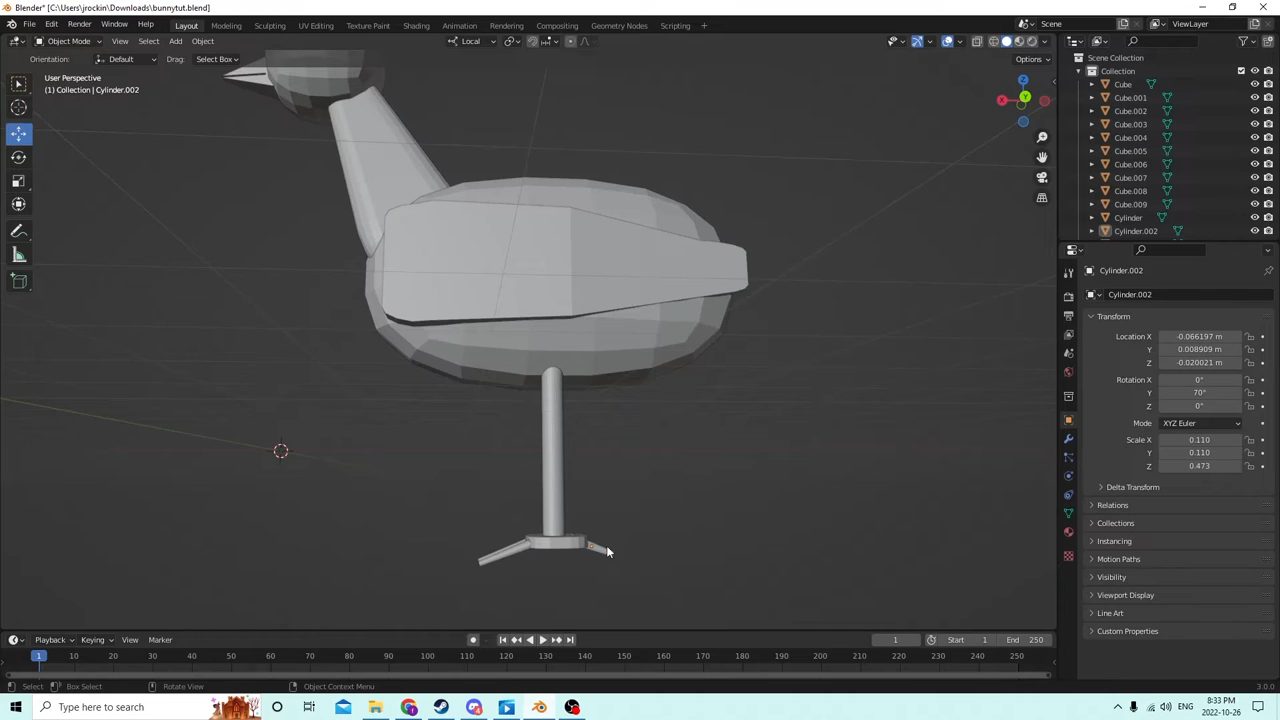 Blender* [C:\Users\jrockin\Downloads\bunnytut.blend]
File Edit Render Window Help Layout Modeling Sculpting UV Editing Texture Paint Shading Animation Rendering Compositing Geometry Nodes Scripting + Scene ViewLayer
Object Mode View Select Add Object Local
Orientation: Default Drag: Select Box Options
User Perspective
(1) Collection | Cylinder.002
X
Y
Z
Scene Collection
Collection
Cube
Cube.001
Cube.002
Cube.003
Cube.004
Cube.005
Cube.006
Cube.007
Cube.008
Cube.009
Cylinder
Cylinder.002
Cylinder.002
Cylinder.002
Transform
Location X -0.066197 m
Y 0.008909 m
Z -0.020021 m
Rotation X 0°
Y 70°
Z 0°
Mode XYZ Euler
Scale X 0.110
Y 0.110
Z 0.473
Delta Transform
Relations
Collections
Instancing
Motion Paths
Visibility
Viewport Display
Line Art
Custom Properties
Playback Keying View Marker 1 Start 1 End 250
1 10 20 30 40 50 60 70 80 90 100 110 120 130 140 150 160 170 180 190 200 210 220 230 240 250
Select Box Select Rotate View Object Context Menu 3.0.0
Type here to search
8:33 PM
2022-10-26